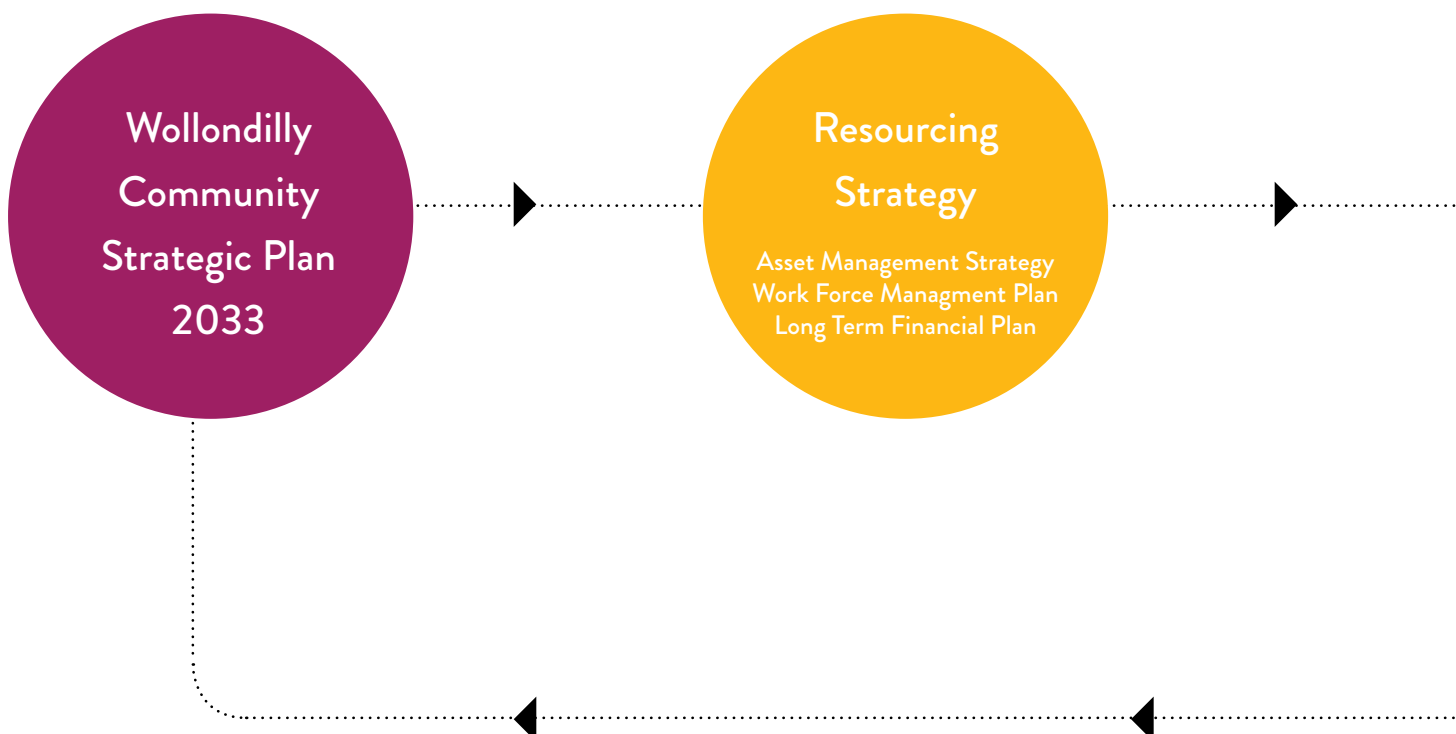 Wollondilly
Community
Strategic Plan
2033
Resourcing
Strategy
Asset Management Strategy
Work Force Managment Plan
Long Term Financial Plan